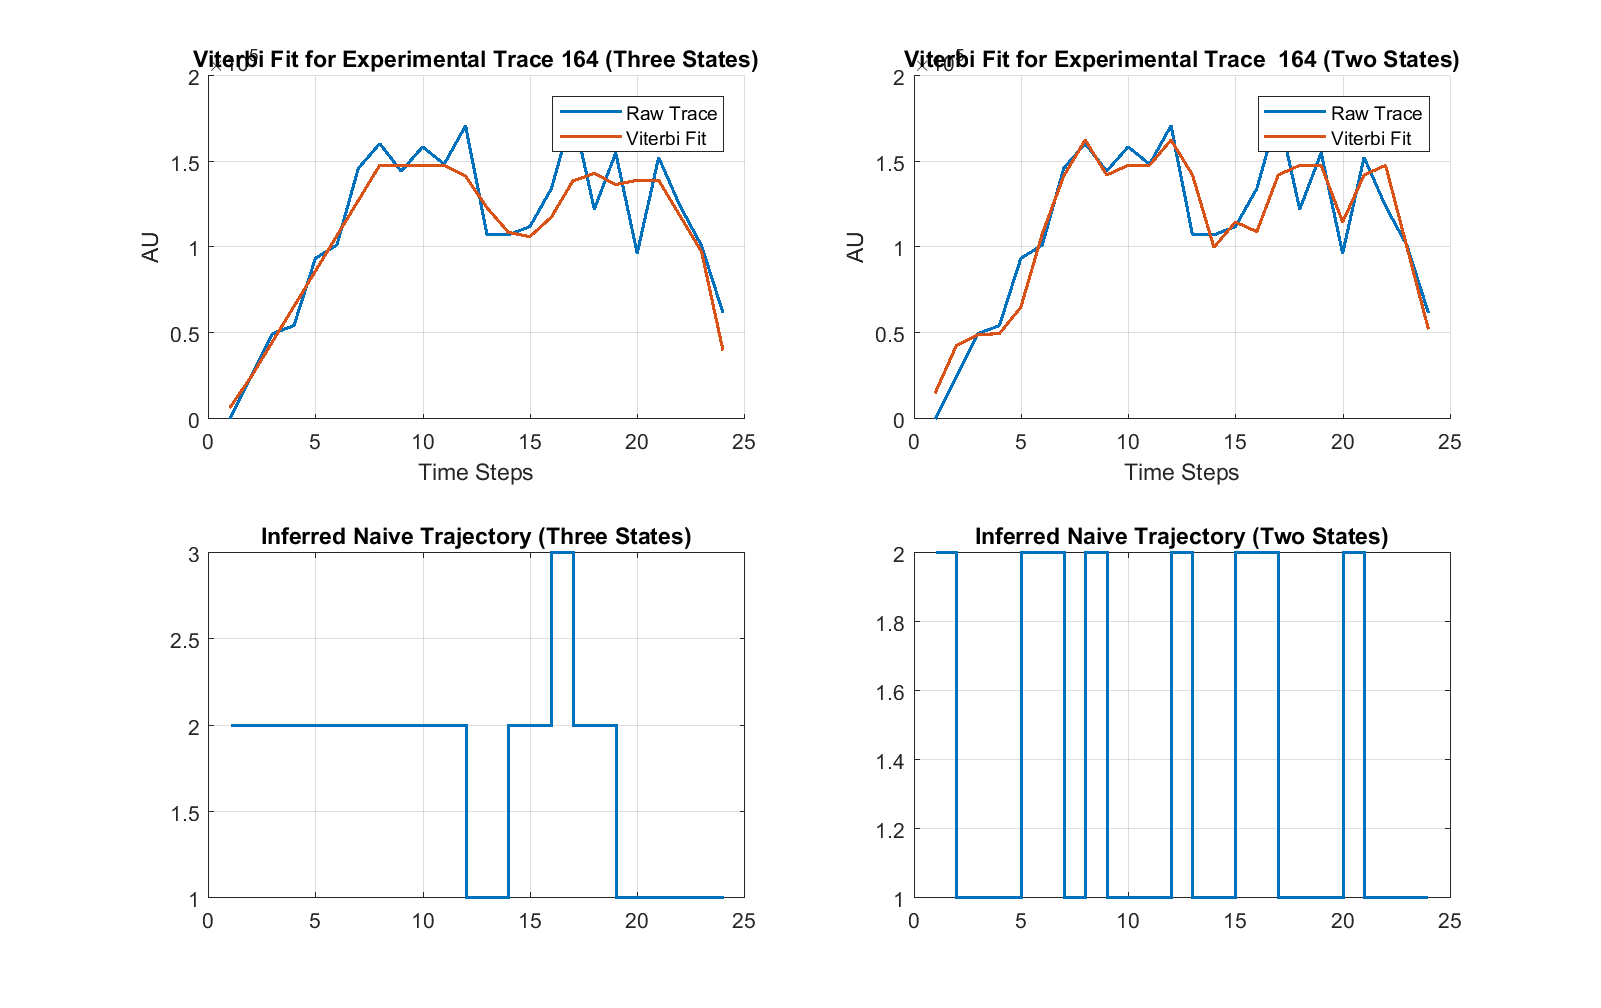 Viterbi Fit for Experimental Trace 164 (Three States)
×10^5
2
1.5
1
0.5
0
AU
Raw Trace
Viterbi Fit
0 5 10 15 20 25
Time Steps
Viterbi Fit for Experimental Trace  164 (Two States)
×10^5
2
1.5
1
0.5
0
AU
Raw Trace
Viterbi Fit
0 5 10 15 20 25
Time Steps
Inferred Naive Trajectory (Three States)
3
2.5
2
1.5
1
0 5 10 15 20 25
Inferred Naive Trajectory (Two States)
2
1.8
1.6
1.4
1.2
1
0 5 10 15 20 25